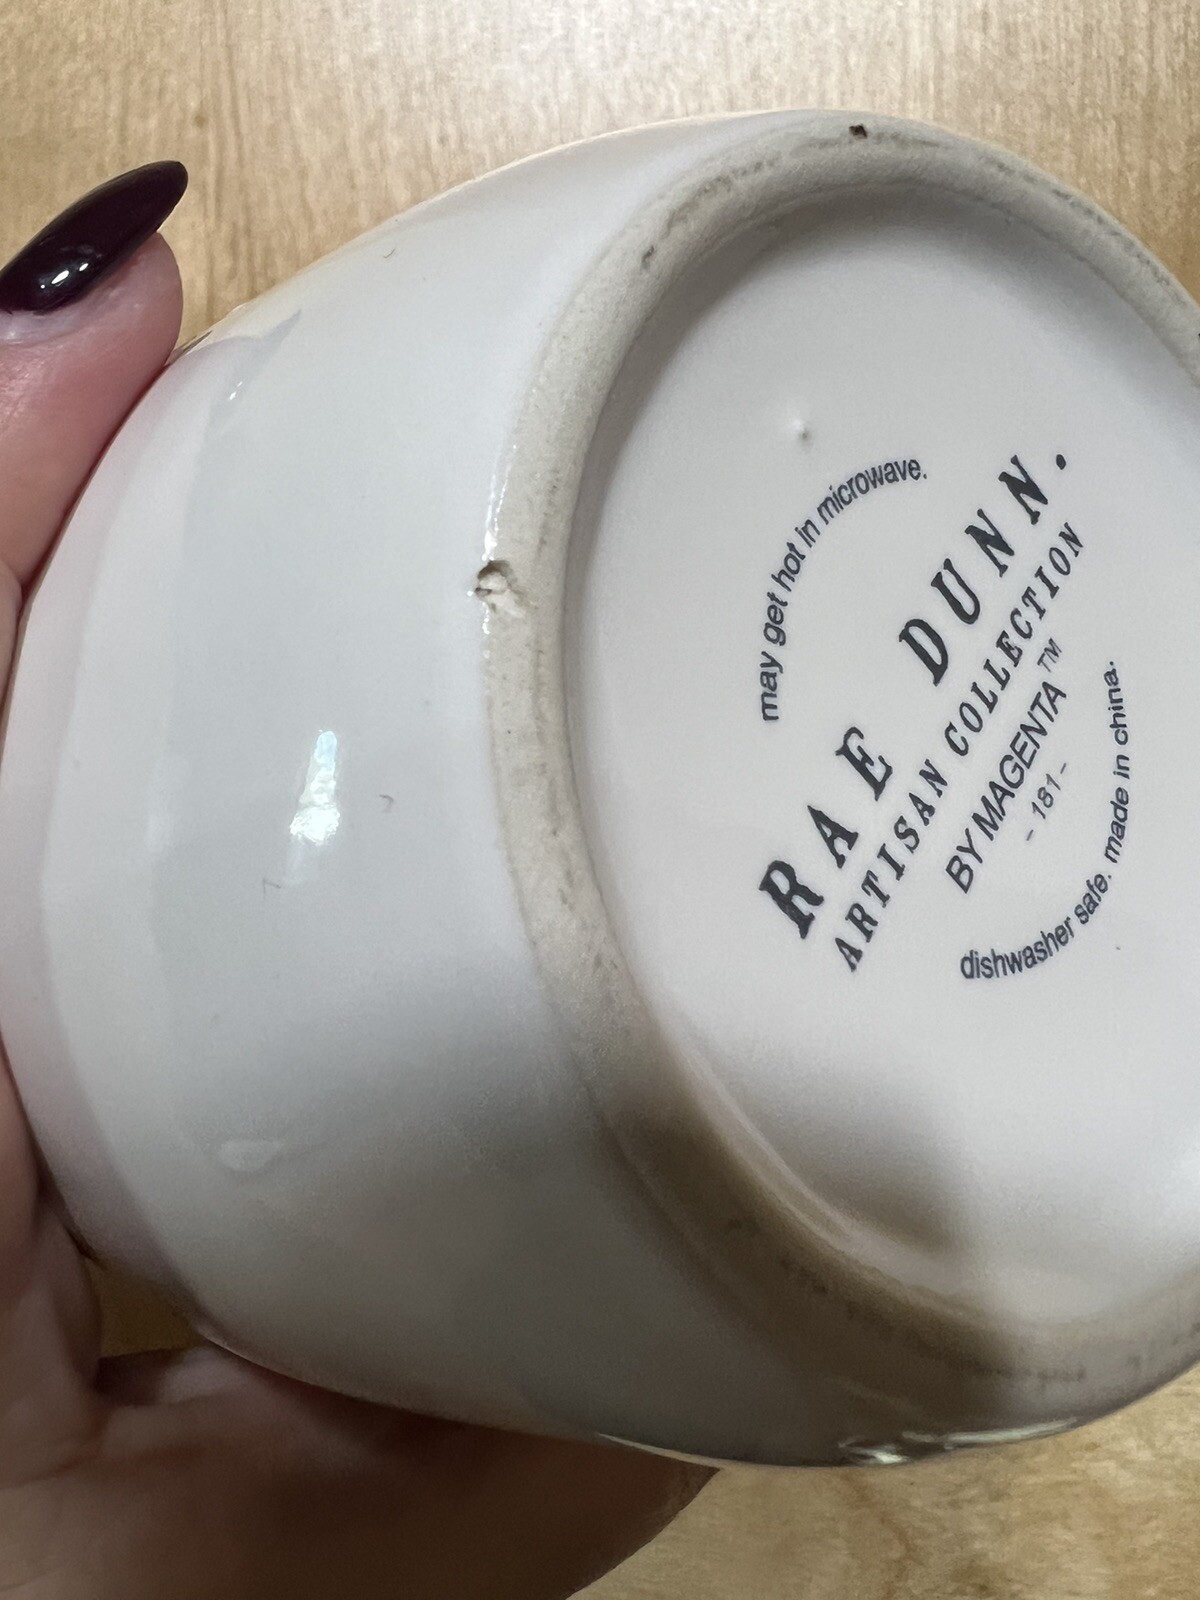 may get hot in microwave.
RAE DUNN.
ARTISAN COLLECTION
BY MAGENTA™
- 181 -
dishwasher safe. made in china.